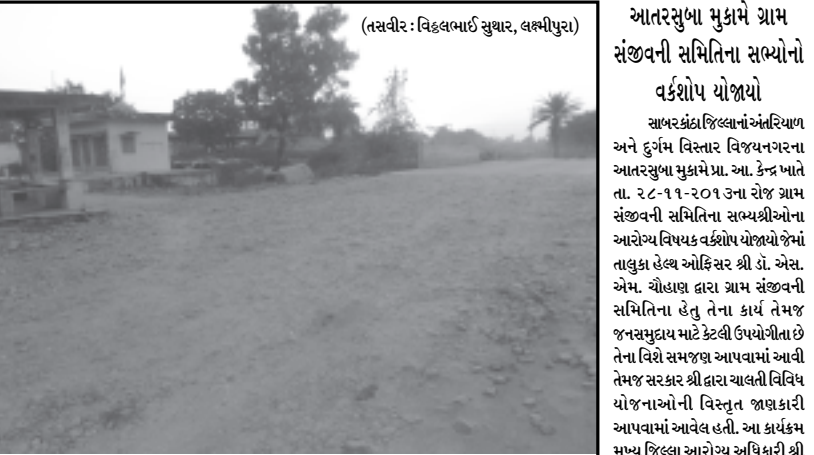 (તસવીર : વિઠ્ઠલભાઈ સુથાર, લક્ષ્મીપુરા)
આતરસુબા મુકામે ગ્રામ
સંજીવની સમિતિના સભ્યોનો
વર્કશોપ યોજાયો
સાબરકાંઠા જિલ્લાનાં અંતરિયાળ
અને દુર્ગમ વિસ્તાર વિજયનગરના
આતરસુબા મુકામે પ્રા. આ. કેન્દ્ર ખાતે
તા. ૨૮-૧૧-૨૦૧૩ના રોજ ગ્રામ
સંજીવની સમિતિના સભ્યશ્રીઓના
આરોગ્ય વિષયક વર્કશોપ યોજાયો જેમાં
તાલુકા હેલ્થ ઓફિસર શ્રી ડૉ. એસ.
એમ. ચૌહાણ દ્વારા ગ્રામ સંજીવની
સમિતિના હેતુ તેના કાર્ય તેમજ
જનસમુદાય માટે કેટલી ઉપયોગીતા છે
તેના વિશે સમજણ આપવામાં આવી
તેમજ સરકાર શ્રી દ્વારા ચાલતી વિવિધ
યોજનાઓની વિસ્તૃત જાણકારી
આપવામાં આવેલ હતી. આ કાર્યક્રમ
મુખ્ય જિલ્લા આરોગ્ય અધિકારી શ્રી